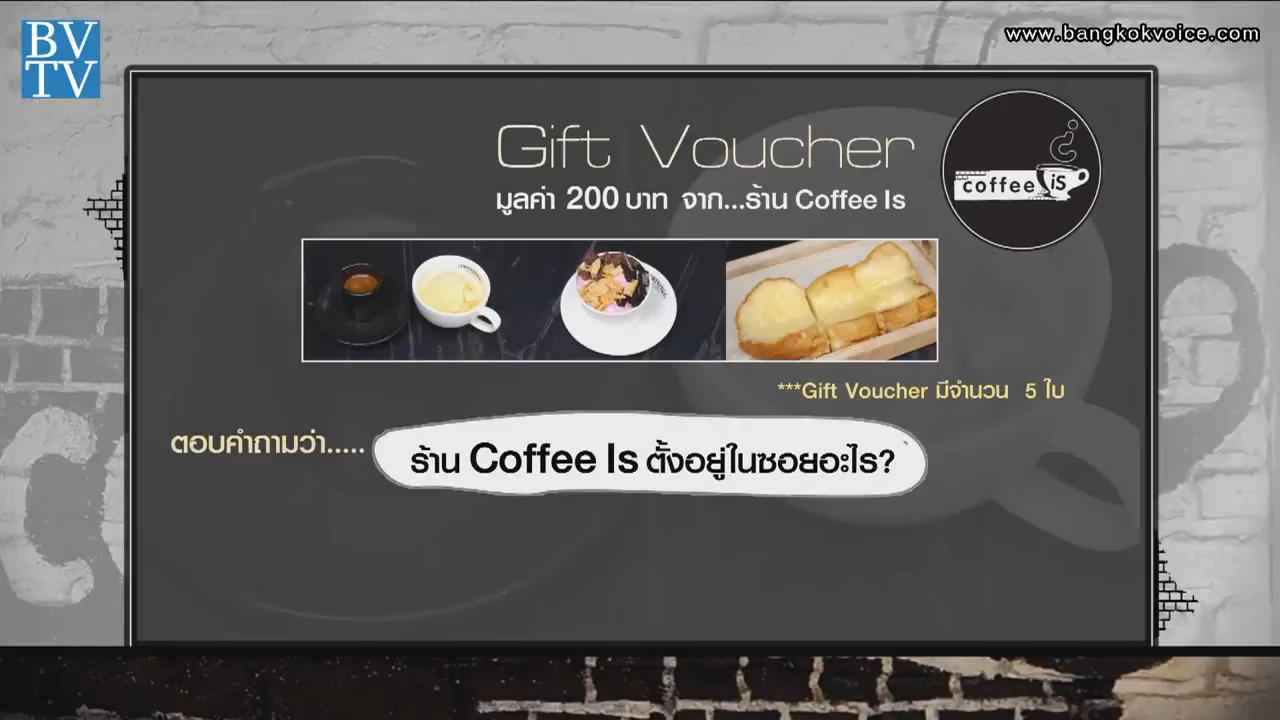 BV
TV
www.bangkokvoice.com
Gift Voucher
มูลค่า 200 บาท จาก...ร้าน Coffee Is
coffee iS
***Gift Voucher มีจำนวน 5 ใบ
ตอบคำถามว่า.....
ร้าน Coffee Is ตั้งอยู่ในซอยอะไร?